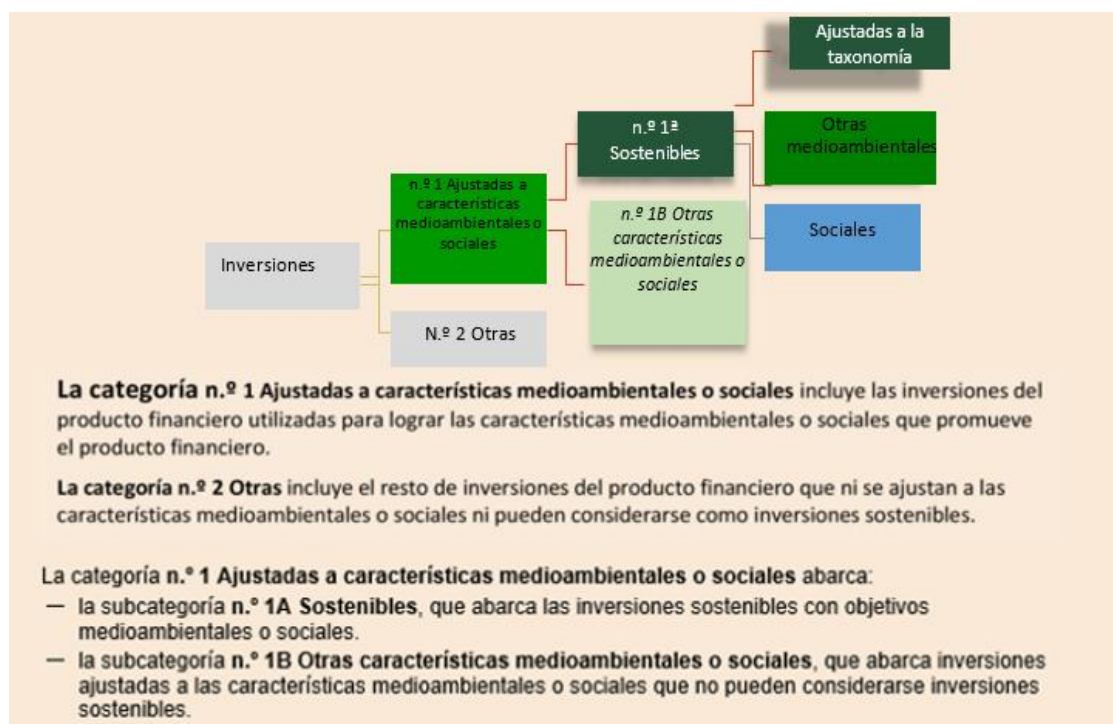 Ajustadas a la
taxonomía
n.º 1ª
Sostenibles
Otras
medioambientales
n.º 1 Ajustadas a
características
medioambientales o
sociales
n.º 1B Otras
características
medioambientales o
sociales
Sociales
Inversiones
N.º 2 Otras
La categoría n.º 1 Ajustadas a características medioambientales o sociales incluye las inversiones del
producto financiero utilizadas para lograr las características medioambientales o sociales que promueve
el producto financiero.
La categoría n.º 2 Otras incluye el resto de inversiones del producto financiero que ni se ajustan a las
características medioambientales o sociales ni pueden considerarse como inversiones sostenibles.
La categoría n.º 1 Ajustadas a características medioambientales o sociales abarca:
— la subcategoría n.º 1A Sostenibles, que abarca las inversiones sostenibles con objetivos
medioambientales o sociales.
— la subcategoría n.º 1B Otras características medioambientales o sociales, que abarca inversiones
ajustadas a las características medioambientales o sociales que no pueden considerarse inversiones
sostenibles.